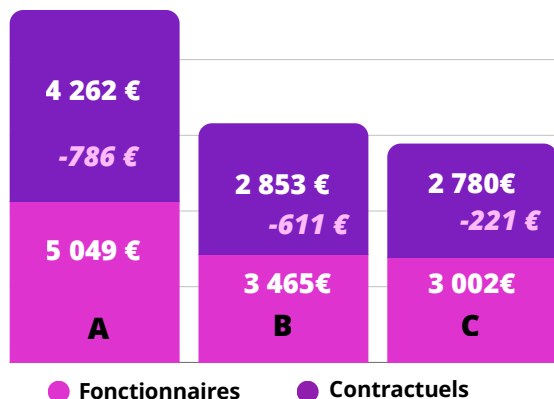 4 262 €
-786 €
5 049 €
A
2 853 €
-611 €
3 465€
B
2 780€
-221 €
3 002€
C
Fonctionnaires
Contractuels